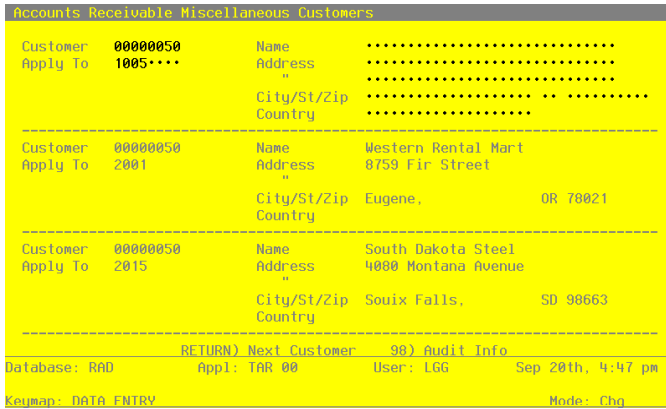 Accounts Receivable Miscellaneous Customers
Customer 00000050 Name ••••••••••••••••••••••••••••••
Apply To 1005•••• Address ••••••••••••••••••••••••••••••
" ••••••••••••••••••••••••••••••
City/St/Zip •••••••••••••••••••• •• ••••••••••
Country ••••••••••••••••••••
Customer 00000050 Name Western Rental Mart
Apply To 2001 Address 8759 Fir Street
"
City/St/Zip Eugene, OR 78021
Country
Customer 00000050 Name South Dakota Steel
Apply To 2015 Address 4080 Montana Avenue
"
City/St/Zip Souix Falls, SD 98663
Country
RETURN) Next Customer 98) Audit Info
Database: RAD Appl: TAR 00 User: LGG Sep 20th, 4:47 pm
Keymap: DATA ENTRY Mode: Chg